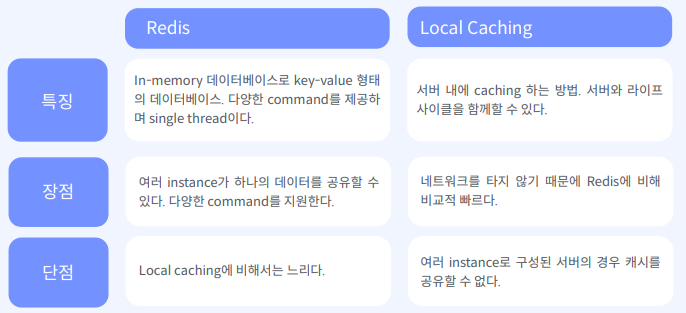 Redis
Local Caching
특징
In-memory 데이터베이스로 key-value 형태
의 데이터베이스. 다양한 command를 제공하
며 single thread이다.
서버 내에 caching 하는 방법. 서버와 라이프
사이클을 함께할 수 있다.
장점
여러 instance가 하나의 데이터를 공유할 수
있다. 다양한 command를 지원한다.
네트워크를 타지 않기 때문에 Redis에 비해
비교적 빠르다.
단점
Local caching에 비해서는 느리다.
여러 instance로 구성된 서버의 경우 캐시를
공유할 수 없다.